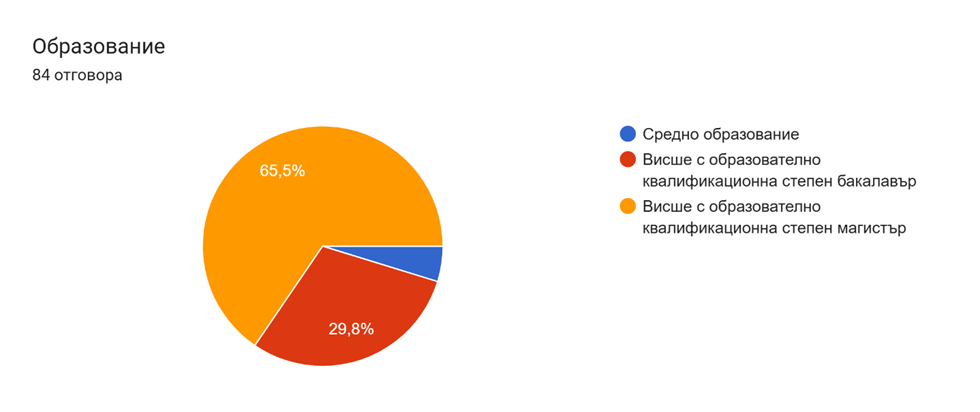 Образование
84 отговора
65,5%
29,8%
Средно образование
Висше с образователно
квалификационна степен бакалавър
Висше с образователно
квалификационна степен магистър